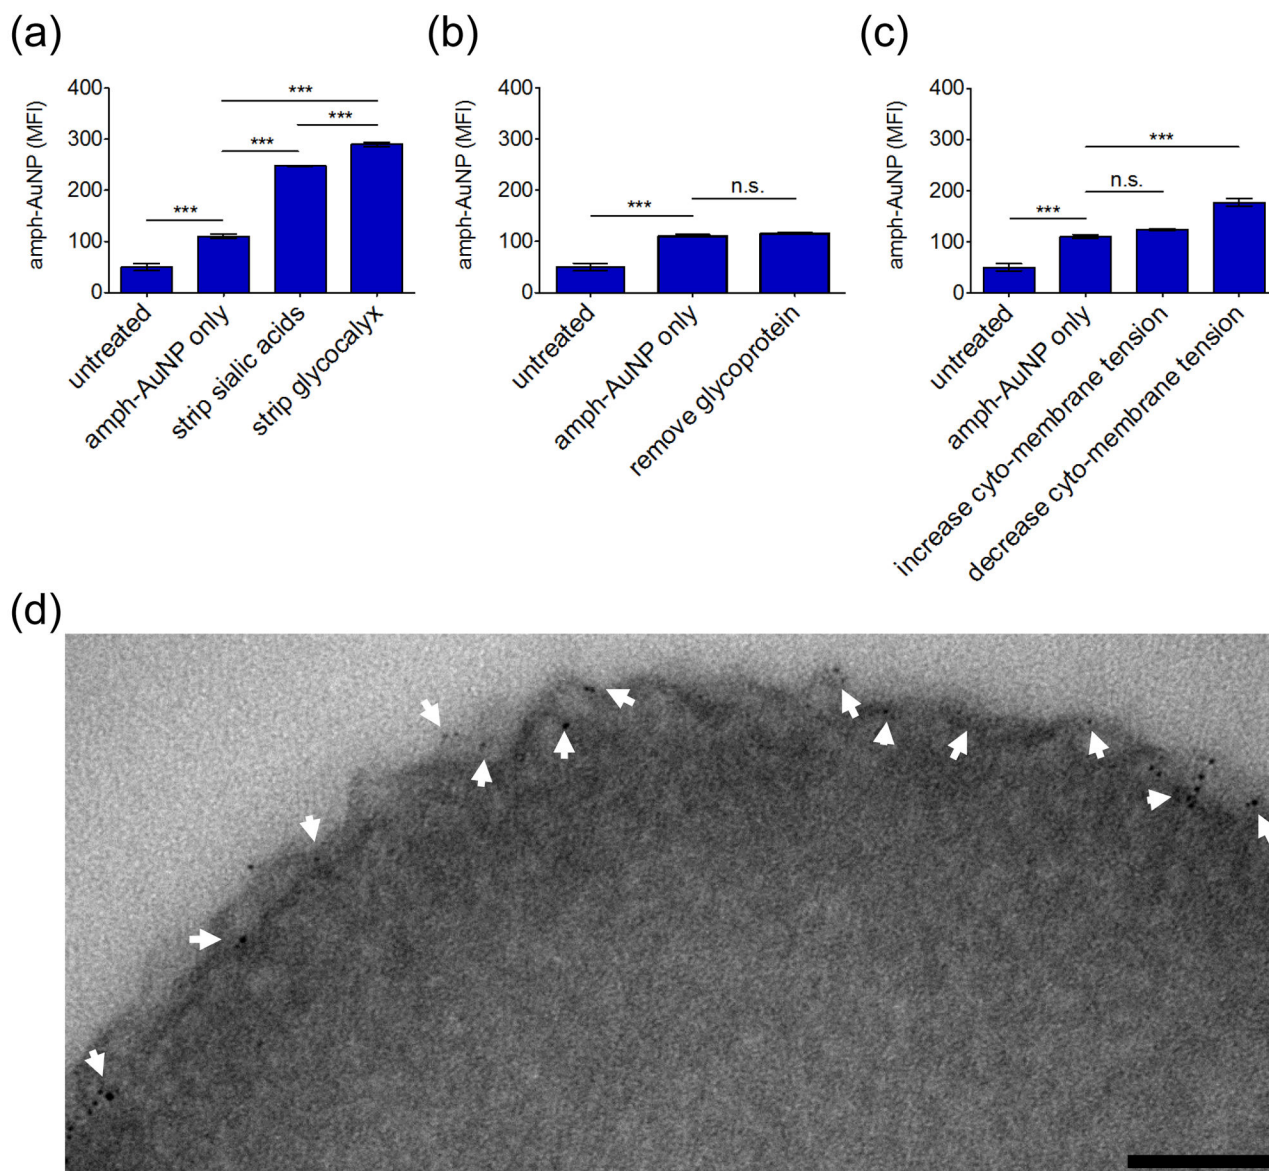 (a)
amph-AuNP (MFI)
400
300
200
100
0
***
***
***
***
untreated
amph-AuNP only
strip sialic acids
strip glycocalyx
(b)
amph-AuNP (MFI)
400
300
200
100
0
***
n.s.
untreated
amph-AuNP only
remove glycoprotein
(c)
amph-AuNP (MFI)
400
300
200
100
0
***
n.s.
***
untreated
amph-AuNP only
increase cyto-membrane tension
decrease cyto-membrane tension
(d)